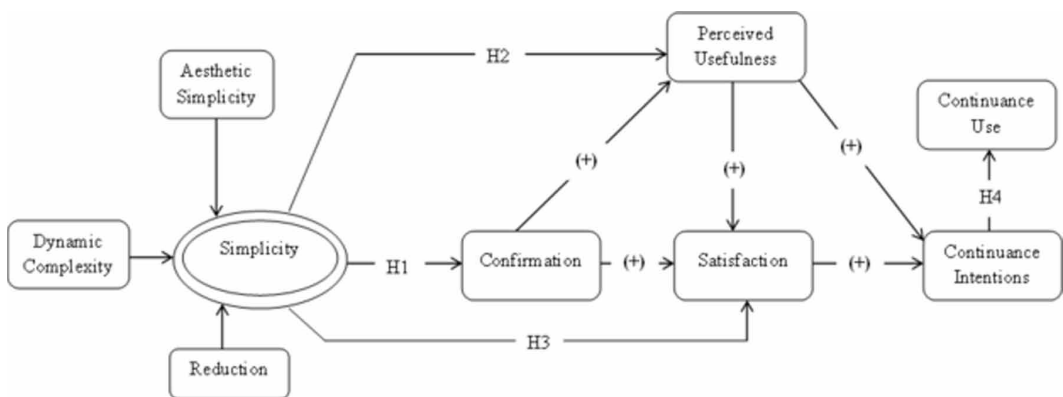 Perceived
Usefulness
H2
Aesthetic
Simplicity
Continuance
Use
(+)
(+)
(+)
H4
Dynamic
Complexity
Simplicity
H1
Confirmation
(+)
Satisfaction
(+)
Continuance
Intentions
H3
Reduction